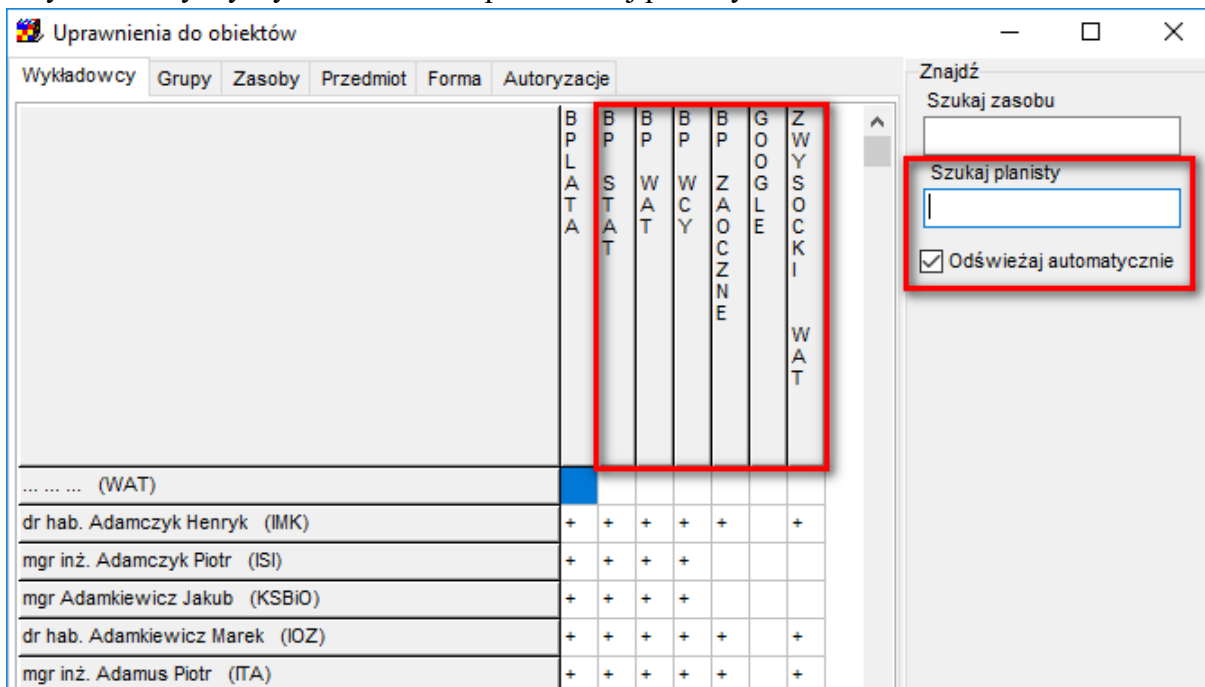 Uprawnienia do obiektów
Wykładowcy Grupy Zasoby Przedmiot Forma Autoryzacje
Znajdź
Szukaj zasobu
Szukaj planisty
Odświeżaj automatycznie
BPLATA
BP STAT
BP WAT
BP WCY
BP ZAOCZNE
GOOGLE
ZWYSOCKI WAT
... ... ... (WAT)
dr hab. Adamczyk Henryk (IMK) + + + + + +
mgr inż. Adamczyk Piotr (ISI) + + + +
mgr Adamkiewicz Jakub (KSBiO) + + + +
dr hab. Adamkiewicz Marek (IOZ) + + + + + +
mgr inż. Adamus Piotr (ITA) + + + + + +